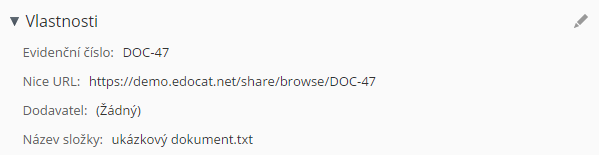 Vlastnosti
Evidenční číslo: DOC-47
Nice URL: https://demo.edocat.net/share/browse/DOC-47
Dodavatel: (Žádný)
Název složky: ukázkový dokument.txt